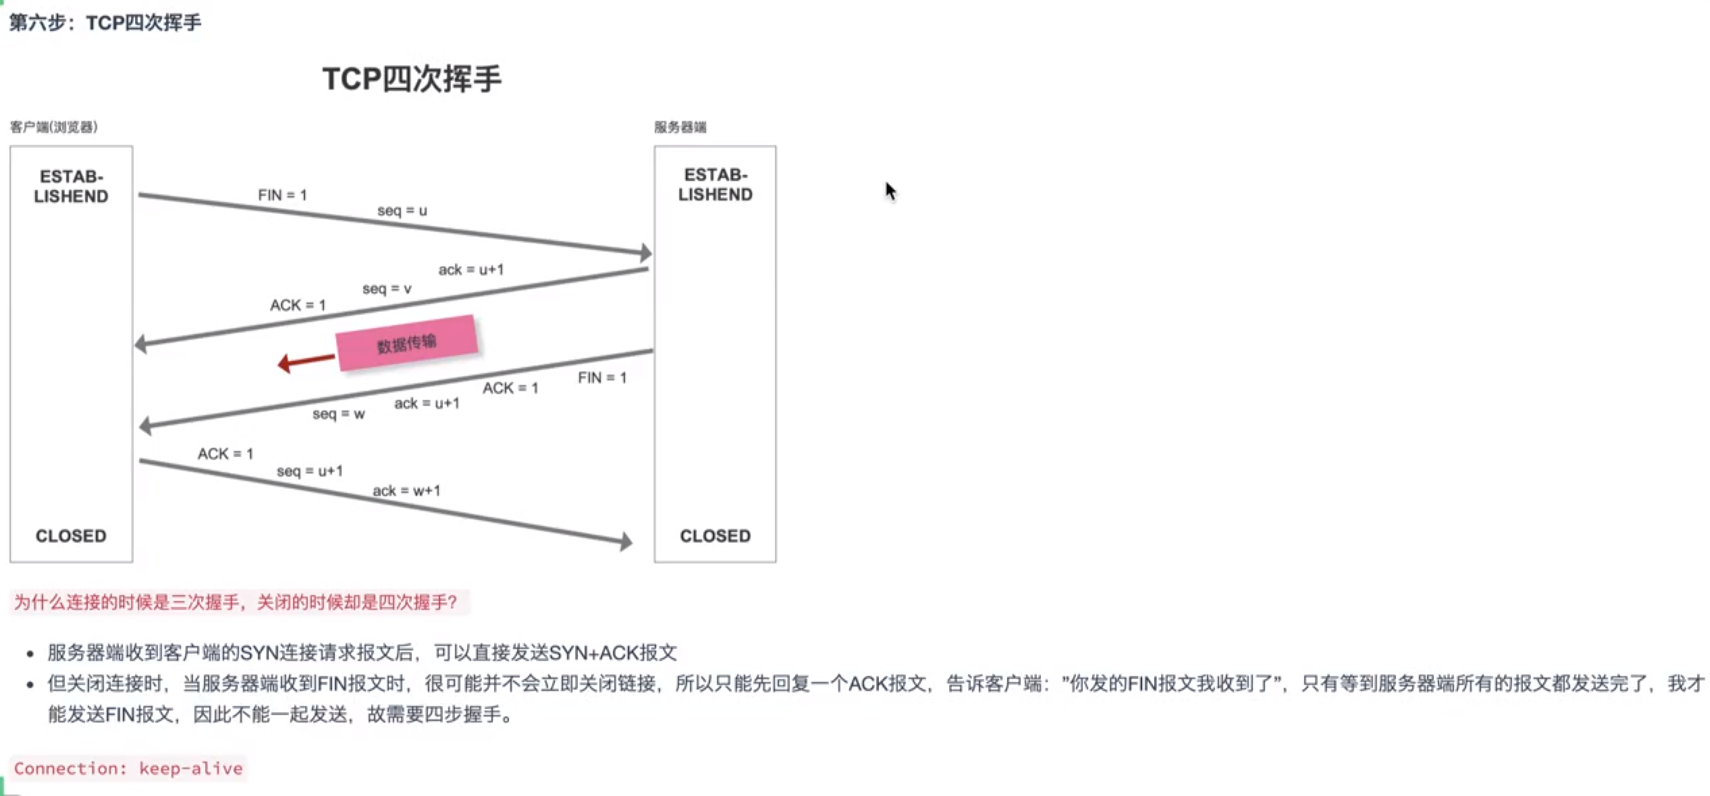 第六步：TCP四次挥手
TCP四次挥手
客户端(浏览器)
服务器端
ESTAB-
LISHEND
ESTAB-
LISHEND
FIN = 1
seq = u
ack = u+1
seq = v
ACK = 1
数据传输
FIN = 1
ACK = 1
ack = u+1
seq = w
ACK = 1
seq = u+1
ack = w+1
CLOSED
CLOSED
为什么连接的时候是三次握手，关闭的时候却是四次握手？
服务器端收到客户端的SYN连接请求报文后，可以直接发送SYN+ACK报文
但关闭连接时，当服务器端收到FIN报文时，很可能并不会立即关闭链接，所以只能先回复一个ACK报文，告诉客户端：”你发的FIN报文我收到了”，只有等到服务器端所有的报文都发送完了，我才
能发送FIN报文，因此不能一起发送，故需要四步握手。
Connection: keep-alive